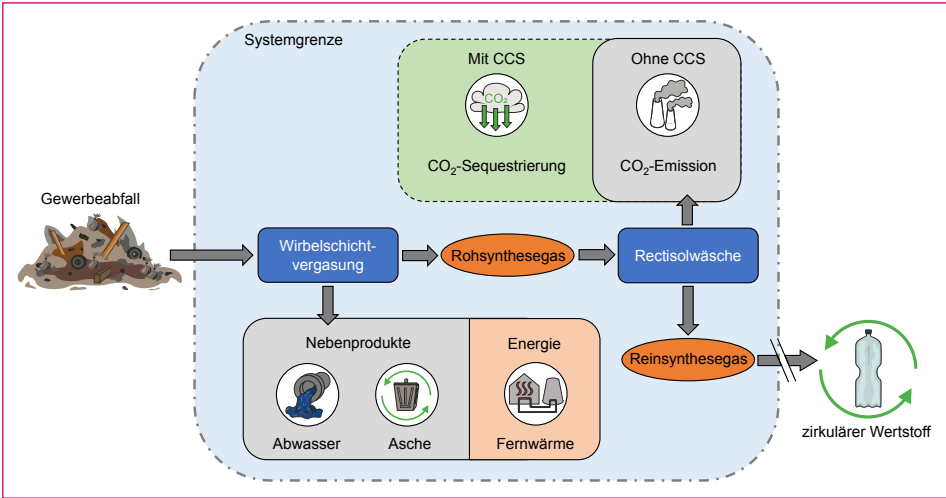 Systemgrenze
Mit CCS
Ohne CCS
CO₂
CO₂-Sequestrierung
CO₂-Emission
Gewerbeabfall
Wirbelschicht-
vergasung
Rohsynthesegas
Rectisolwäsche
Nebenprodukte
Energie
Reinsynthesegas
Abwasser
Asche
Fernwärme
zirkulärer Wertstoff